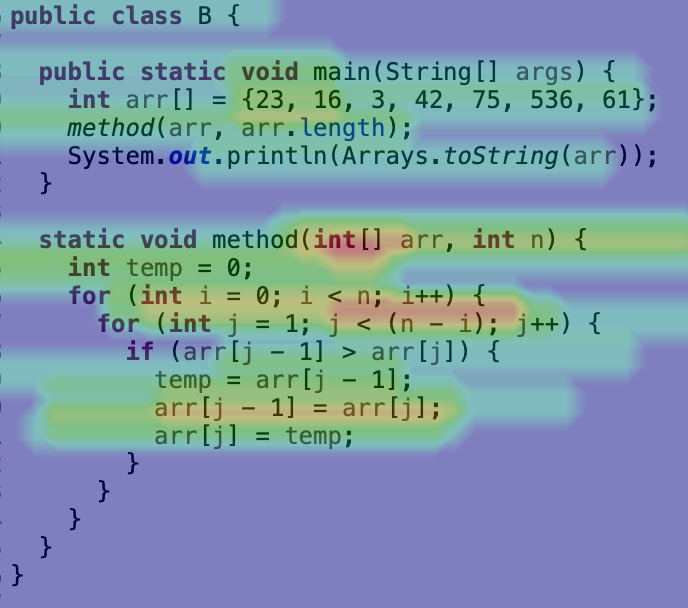 public class B {
public static void main(String[] args) {
int arr[] = {23, 16, 3, 42, 75, 536, 61};
method(arr, arr.length);
System.out.println(Arrays.toString(arr));
}
static void method(int[] arr, int n) {
int temp = 0;
for (int i = 0; i < n; i++) {
for (int j = 1; j < (n - i); j++) {
if (arr[j - 1] > arr[j]) {
temp = arr[j - 1];
arr[j - 1] = arr[j];
arr[j] = temp;
}
}
}
}
}